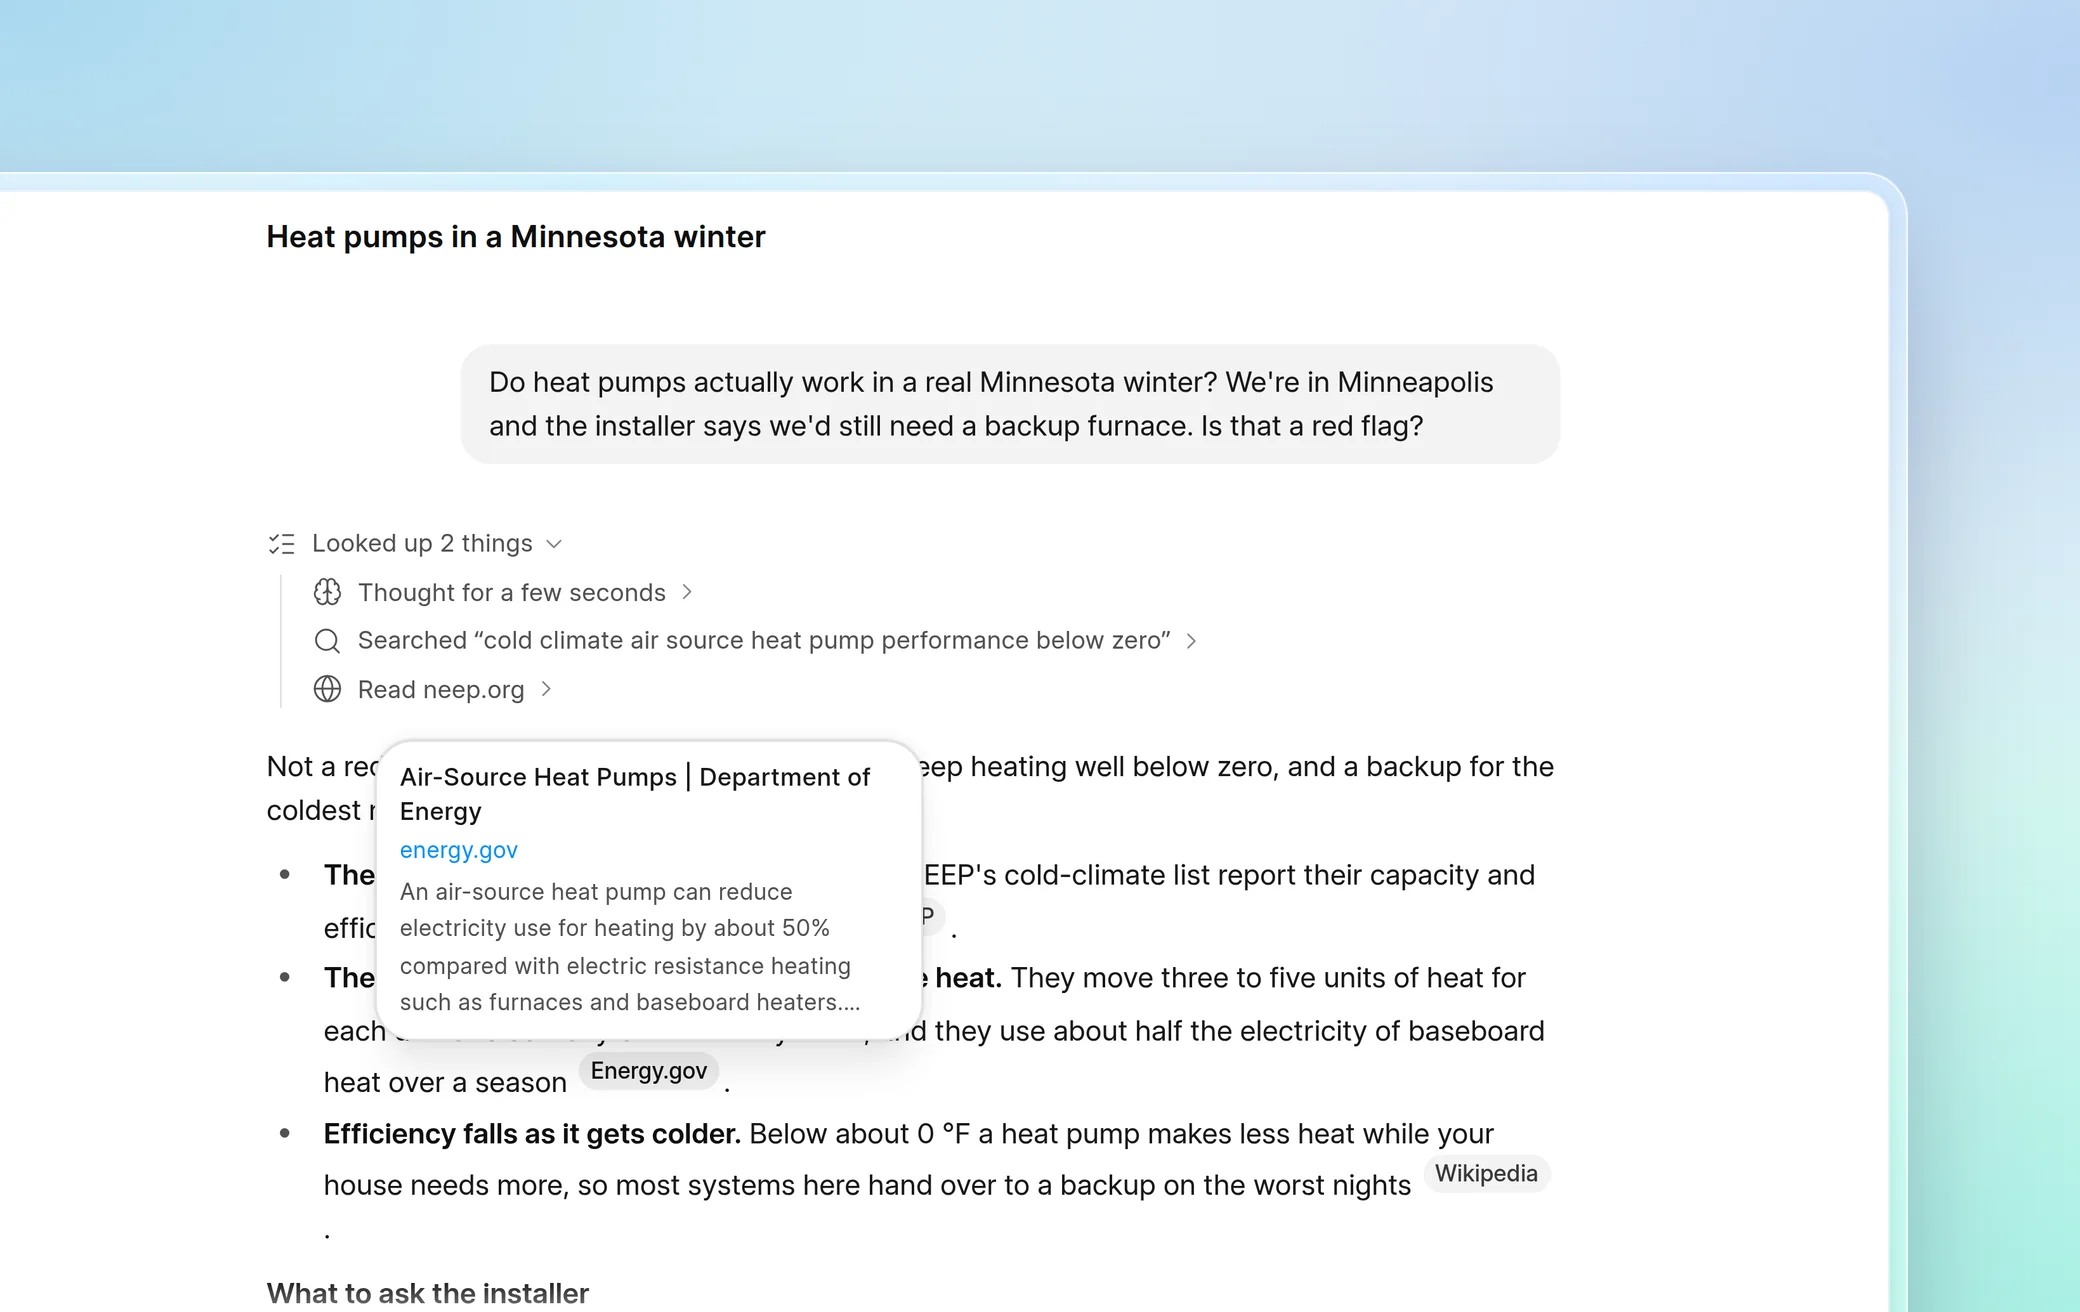 Heat pumps in a Minnesota winter
Do heat pumps actually work in a real Minnesota winter? We're in Minneapolis
and the installer says we'd still need a backup furnace. Is that a red flag?
Looked up 2 things
Thought for a few seconds
Searched “cold climate air source heat pump performance below zero”
Read neep.org
Not a heating well below zero, and a backup for the
coldest
Air-Source Heat Pumps | Department of
Energy
energy.gov
An air-source heat pump can reduce
electricity use for heating by about 50%
compared with electric resistance heating
such as furnaces and baseboard heaters....
The EEP's cold-climate list report their capacity and
P .
The heat. They move three to five units of heat for
each they use about half the electricity of baseboard
heat over a season Energy.gov .
Efficiency falls as it gets colder. Below about 0 °F a heat pump makes less heat while your
house needs more, so most systems here hand over to a backup on the worst nights Wikipedia
.
What to ask the installer